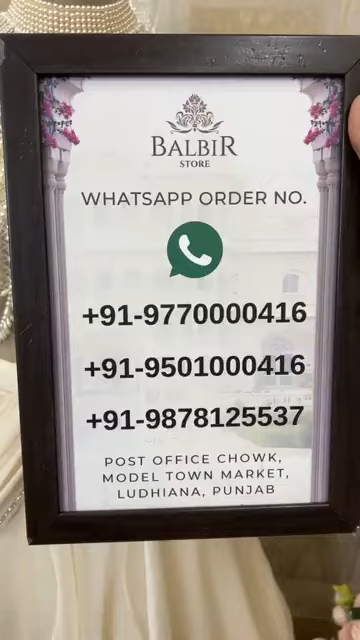 BALBIR
STORE
WHATSAPP ORDER NO.
+91-9770000416
+91-9501000416
+91-9878125537
POST OFFICE CHOWK,
MODEL TOWN MARKET,
LUDHIANA, PUNJAB